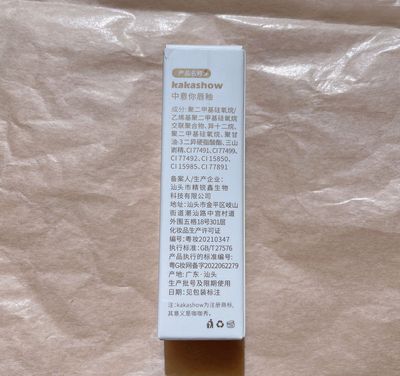 产品名称
kakashow
中意你唇釉
成分: 聚二甲基硅氧烷/
乙烯基聚二甲基硅氧烷
交联聚合物、异十二烷、
聚二甲基硅氧烷、聚甘
油-3二异硬脂酸酯、三山
嵛精、CI 77491、CI 77499、
CI 77492、CI 15850、
CI 15985、CI 77891
备案人/生产企业:
汕头市精锐鑫生物
科技有限公司
地址: 汕头市金平区岐山
街道潮汕路中宫村道
外围五格18号301届
化妆品生产许可证
编号: 粤妆20210347
执行标准: GB/T27576
产品执行的标准编号:
粤G妆网备字2022062279
产地: 广东·汕头
生产批号及限期使用
日期: 见包装标注
注: kakashow为注册商标,
其意义是咖咖秀。